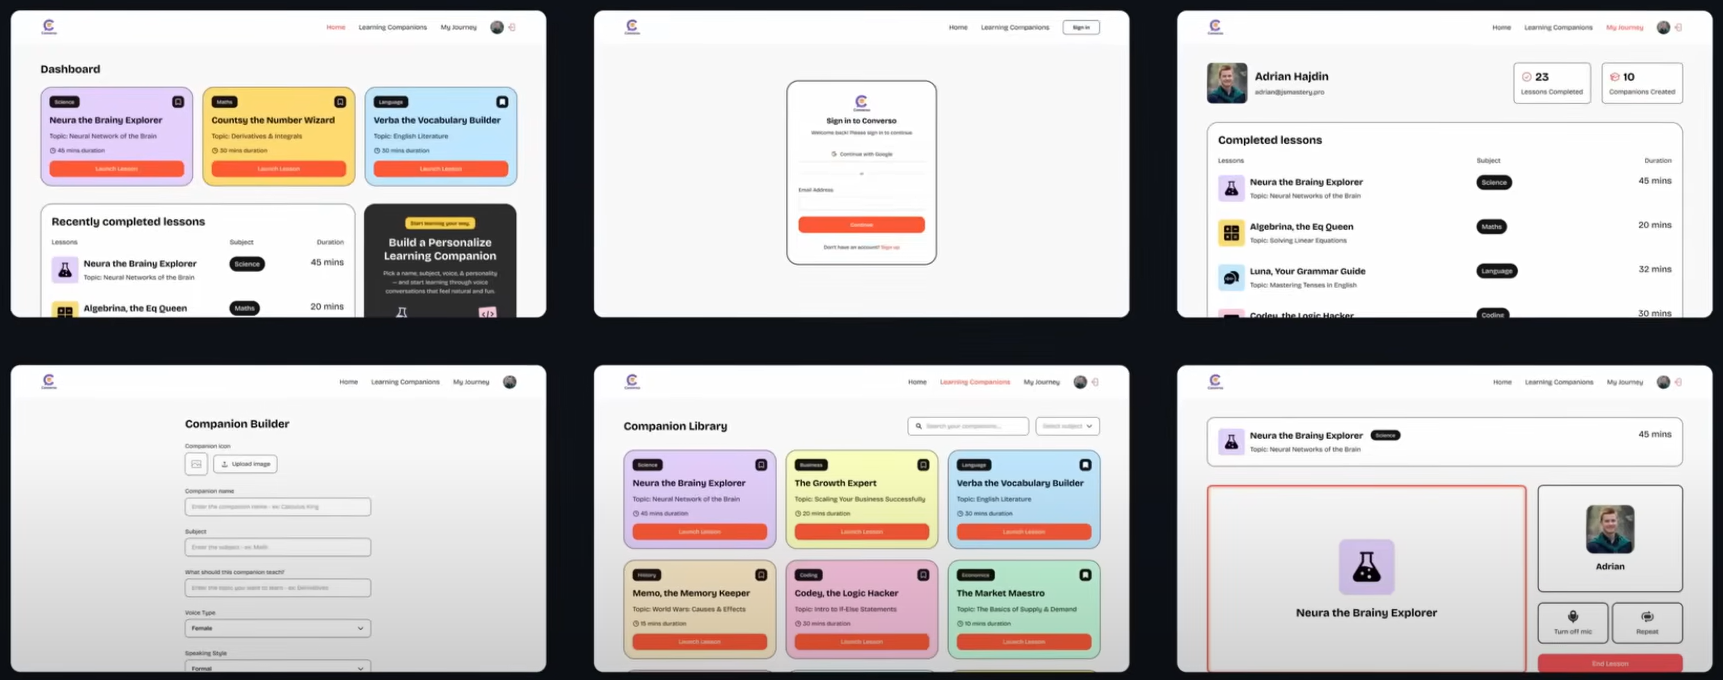 Converso
Home Learning Companions My Journey
Dashboard
Science
Neura the Brainy Explorer
Topic: Neural Network of the Brain
45 mins duration
Launch Lesson
Maths
Countsy the Number Wizard
Topic: Derivatives & Integrals
30 mins duration
Launch Lesson
Language
Verba the Vocabulary Builder
Topic: English Literature
30 mins duration
Launch Lesson
Recently completed lessons
Lessons Subject Duration
Neura the Brainy Explorer Science 45 mins
Topic: Neural Networks of the Brain
Algebrina, the Eq Queen Maths 20 mins
Start learning your way.
Build a Personalize
Learning Companion
Pick a name, subject, voice, & personality
— and start learning through voice
conversations that feel natural and fun.
Converso
Home Learning Companions Sign in
Converso
Sign in to Converso
Welcome back! Please sign in to continue
Continue with Google
or
Email Address
Continue
Don't have an account? Sign up
Converso
Home Learning Companions My Journey
Adrian Hajdin
adrian@jsmastery.pro
23
Lessons Completed
10
Companions Created
Completed lessons
Lessons Subject Duration
Neura the Brainy Explorer Science 45 mins
Topic: Neural Networks of the Brain
Algebrina, the Eq Queen Maths 20 mins
Topic: Solving Linear Equations
Luna, Your Grammar Guide Language 32 mins
Topic: Mastering Tenses in English
Codey, the Logic Hacker Coding 30 mins
Converso
Home Learning Companions My Journey
Companion Builder
Companion icon
Upload image
Companion name
Enter the companion name - ex: Calculus King
Subject
Enter the subject - ex: Math
What should this companion teach?
Enter the topic you want to learn - ex: Derivatives
Voice Type
Female
Speaking Style
Formal
Converso
Home Learning Companions My Journey
Companion Library
Search your companions...
Select subject
Science
Neura the Brainy Explorer
Topic: Neural Network of the Brain
45 mins duration
Launch Lesson
Business
The Growth Expert
Topic: Scaling Your Business Successfully
20 mins duration
Launch Lesson
Language
Verba the Vocabulary Builder
Topic: English Literature
30 mins duration
Launch Lesson
History
Memo, the Memory Keeper
Topic: World Wars: Causes & Effects
15 mins duration
Launch Lesson
Coding
Codey, the Logic Hacker
Topic: Intro to If-Else Statements
20 mins duration
Launch Lesson
Economics
The Market Maestro
Topic: The Basics of Supply & Demand
10 mins duration
Launch Lesson
Converso
Home Learning Companions My Journey
Neura the Brainy Explorer Science 45 mins
Topic: Neural Networks of the Brain
Neura the Brainy Explorer
Adrian
Turn off mic
Repeat
End Lesson